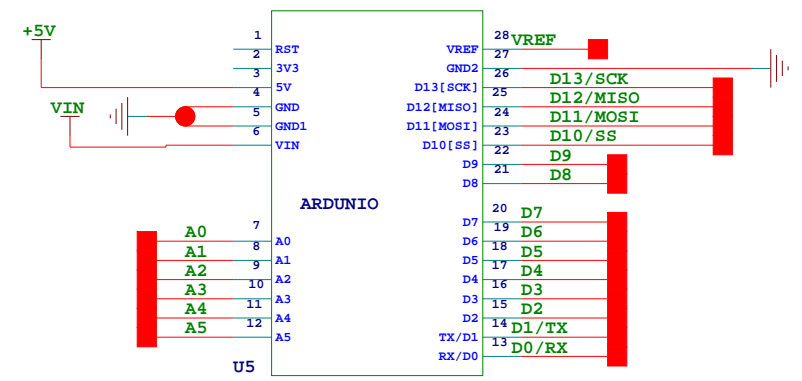 +5V
VIN
1 RST
2 3V3
3 5V
4 GND
5 GND1
6 VIN
28 VREF VREF
27 GND2
26 D13[SCK] D13/SCK
25 D12[MISO] D12/MISO
24 D11[MOSI] D11/MOSI
23 D10[SS] D10/SS
22 D9 D9
21 D8 D8
ARDUNIO
A0 7 A0
A1 8 A1
A2 9 A2
A3 10 A3
A4 11 A4
A5 12 A5
20 D7 D7
19 D6 D6
18 D5 D5
17 D4 D4
16 D3 D3
15 D2 D2
14 TX/D1 D1/TX
13 RX/D0 D0/RX
U5